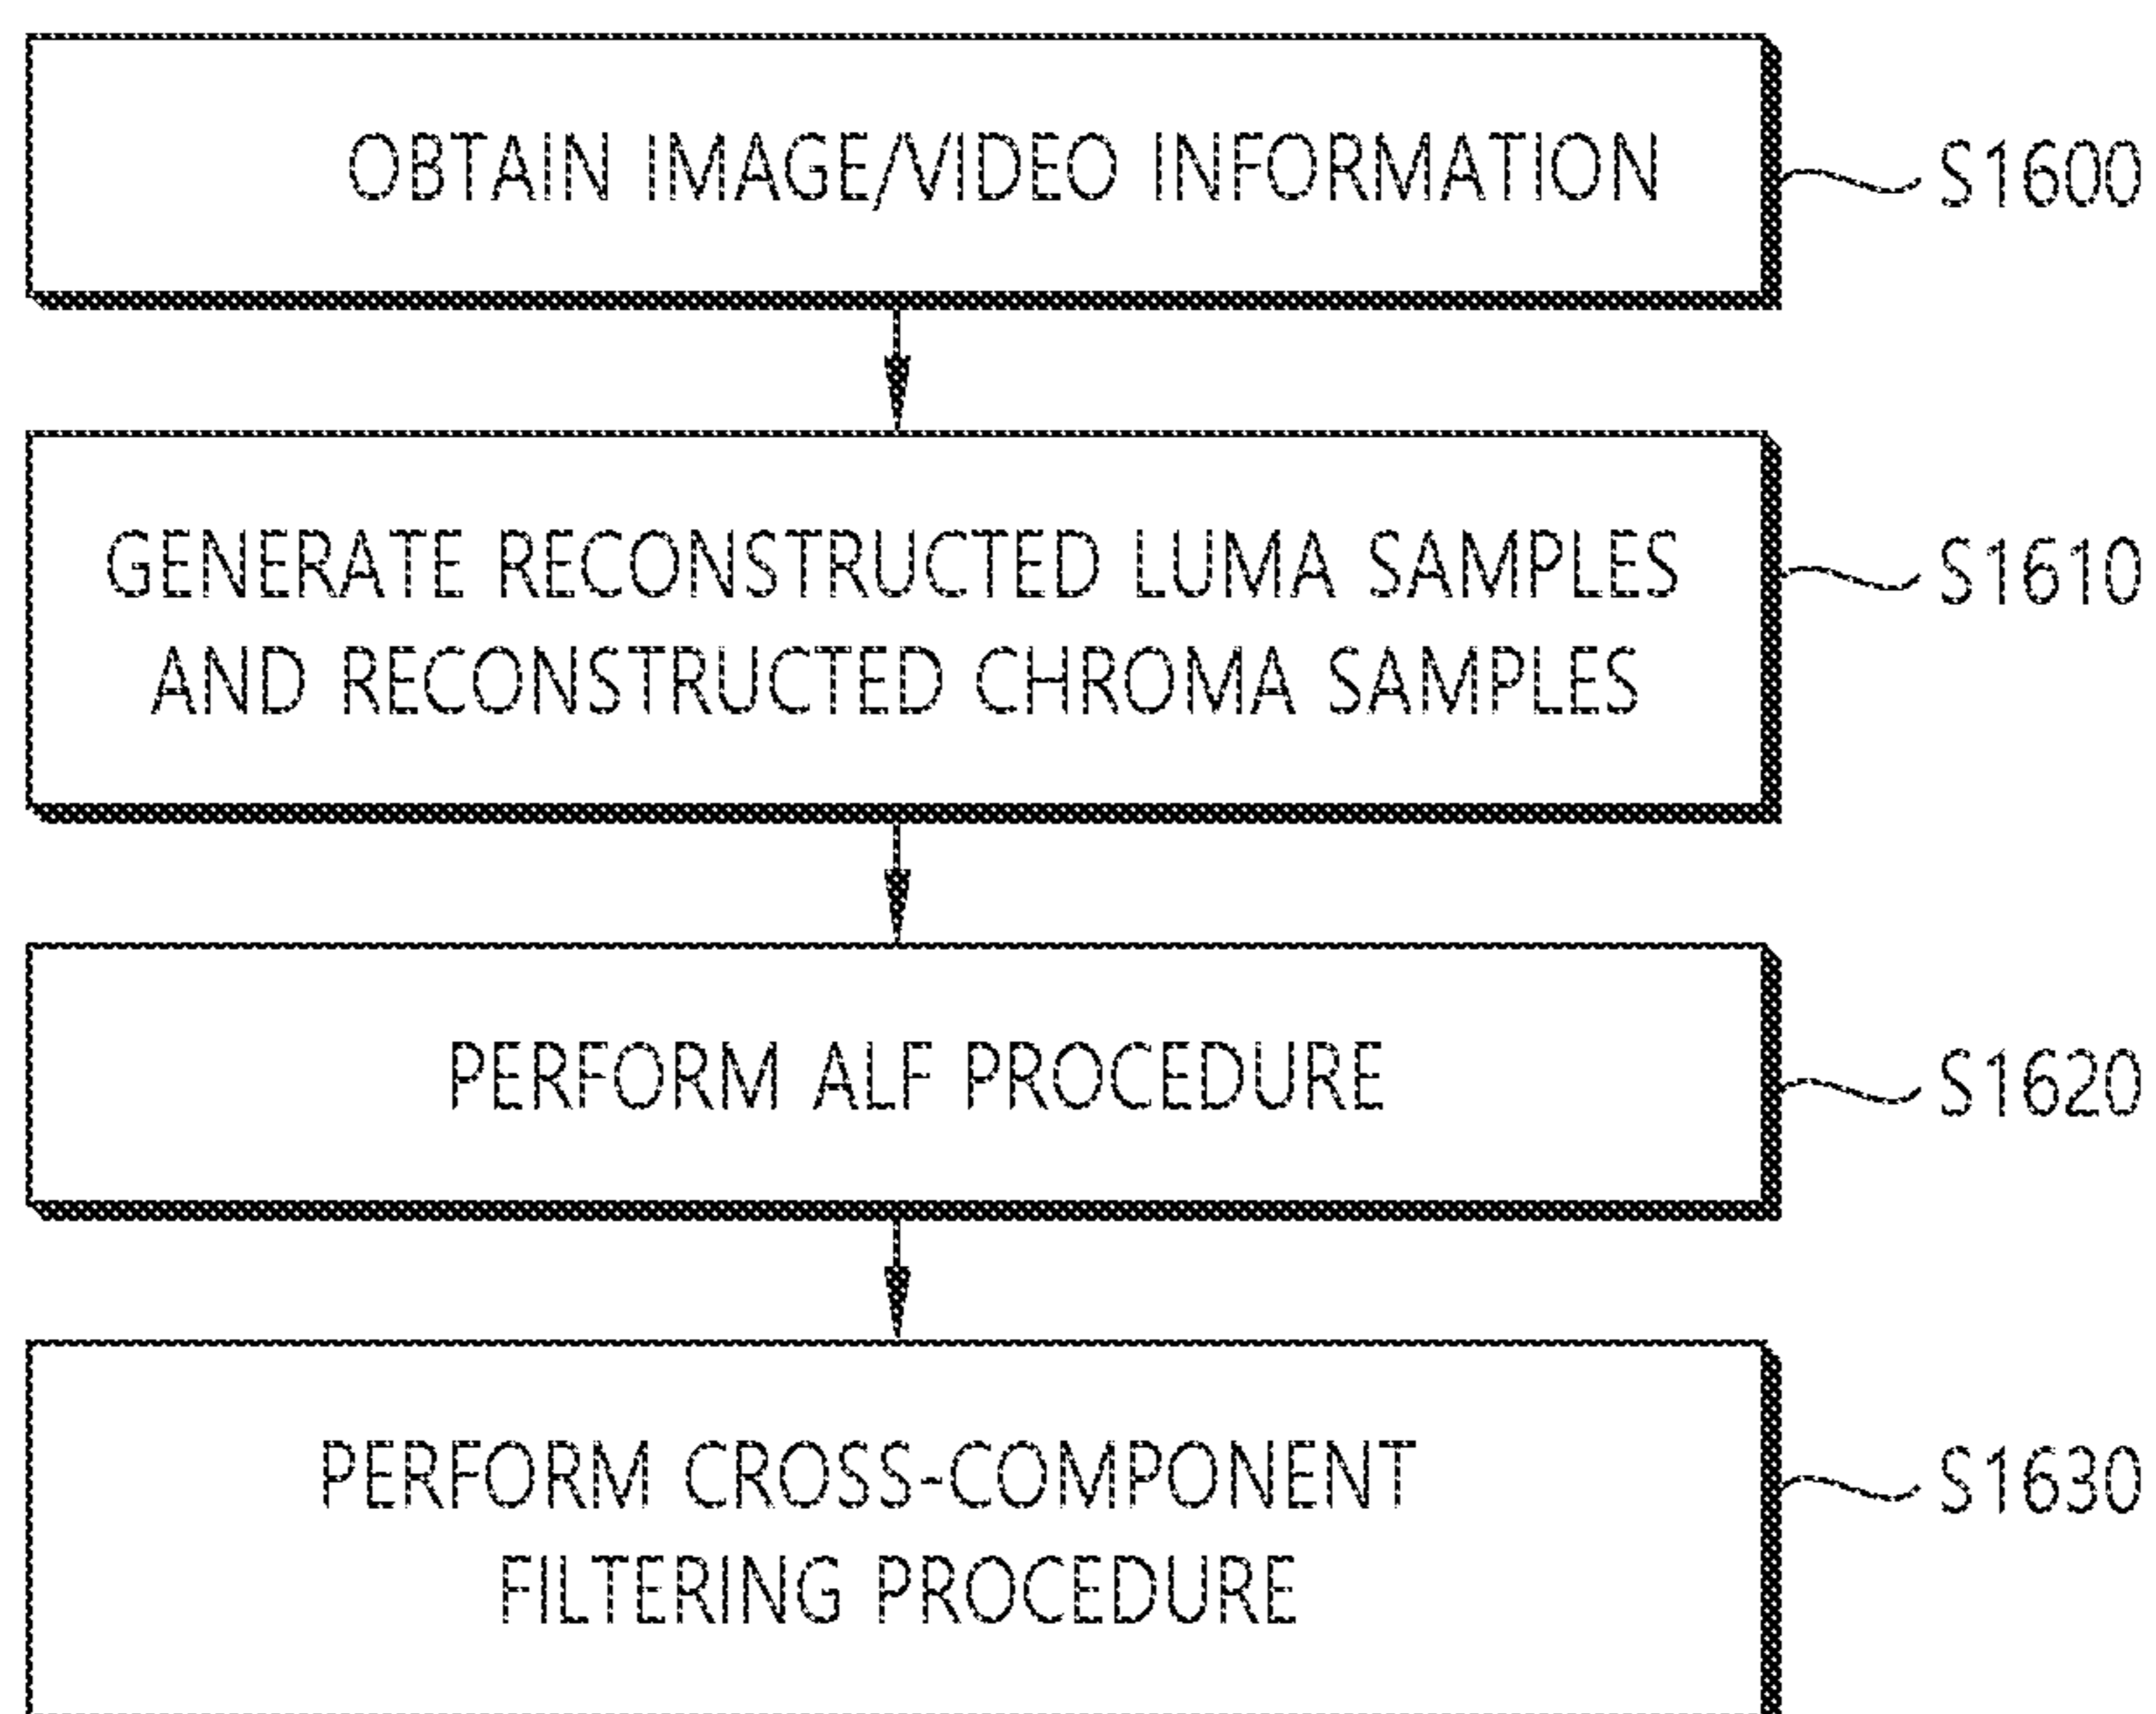 OBTAIN IMAGE/VIDEO INFORMATION
S1600
GENERATE RECONSTRUCTED LUMA SAMPLES
AND RECONSTRUCTED CHROMA SAMPLES
S1610
PERFORM ALF PROCEDURE
S1620
PERFORM CROSS-COMPONENT
FILTERING PROCEDURE
S1630